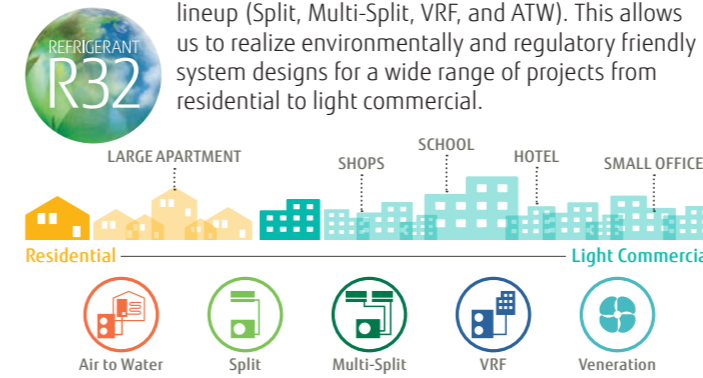 lineup (Split, Multi-Split, VRF, and ATW). This allows
us to realize environmentally and regulatory friendly
system designs for a wide range of projects from
residential to light commercial.
REFRIGERANT
R32
LARGE APARTMENT
SHOPS
SCHOOL
HOTEL
SMALL OFFICE
Residential
Light Commercia
Air to Water
Split
Multi-Split
VRF
Veneration